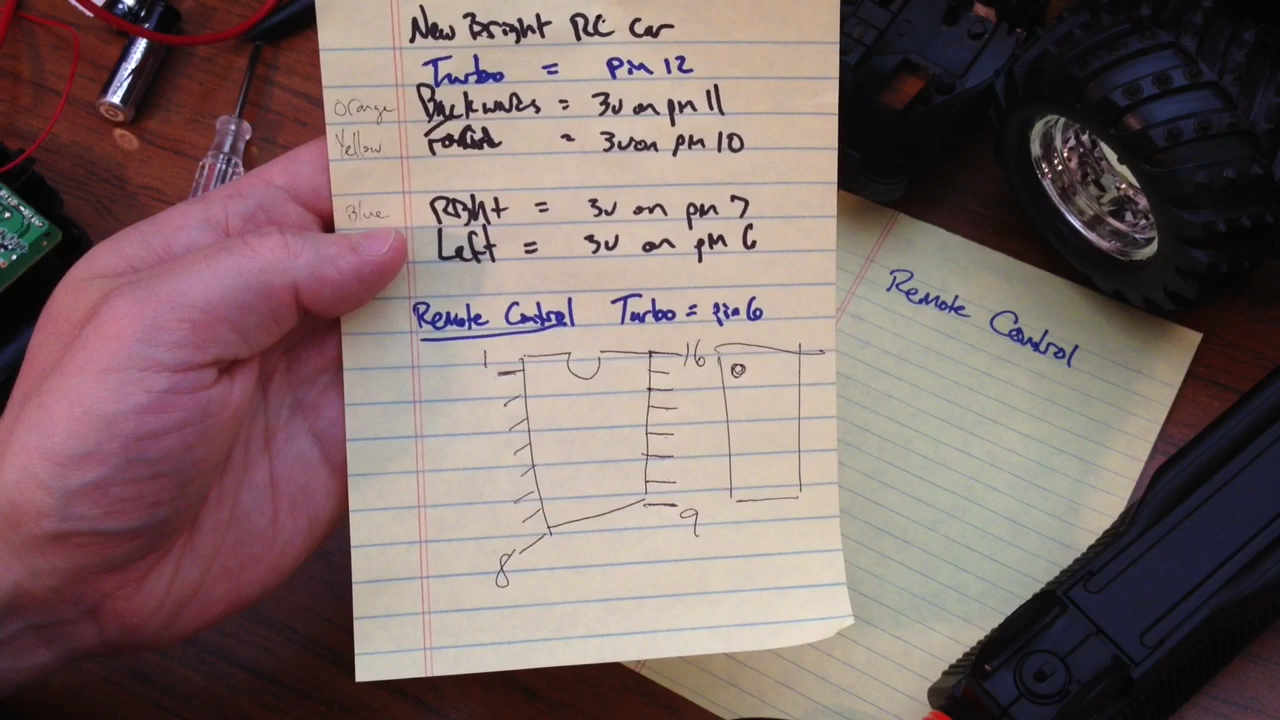 New Bright RC Car
Turbo = pin 12
Orange Backwards = 3v on pin 11
Yellow = 3v on pin 10
Blue Right = 3v on pin 7
Left = 3v on pin 6
Remote Control Turbo = pin 6
1 16
8 9
Remote Control